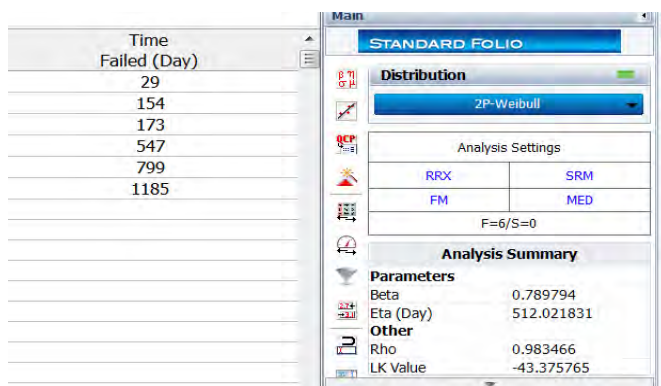 Time
Failed (Day)
29
154
173
547
799
1185
Main
STANDARD FOLIO
Distribution
2P-Weibull
Analysis Settings
RRX SRM
FM MED
F=6/S=0
Analysis Summary
Parameters
Beta 0.789794
Eta (Day) 512.021831
Other
Rho 0.983466
LK Value -43.375765
β η
σ μ
QCP